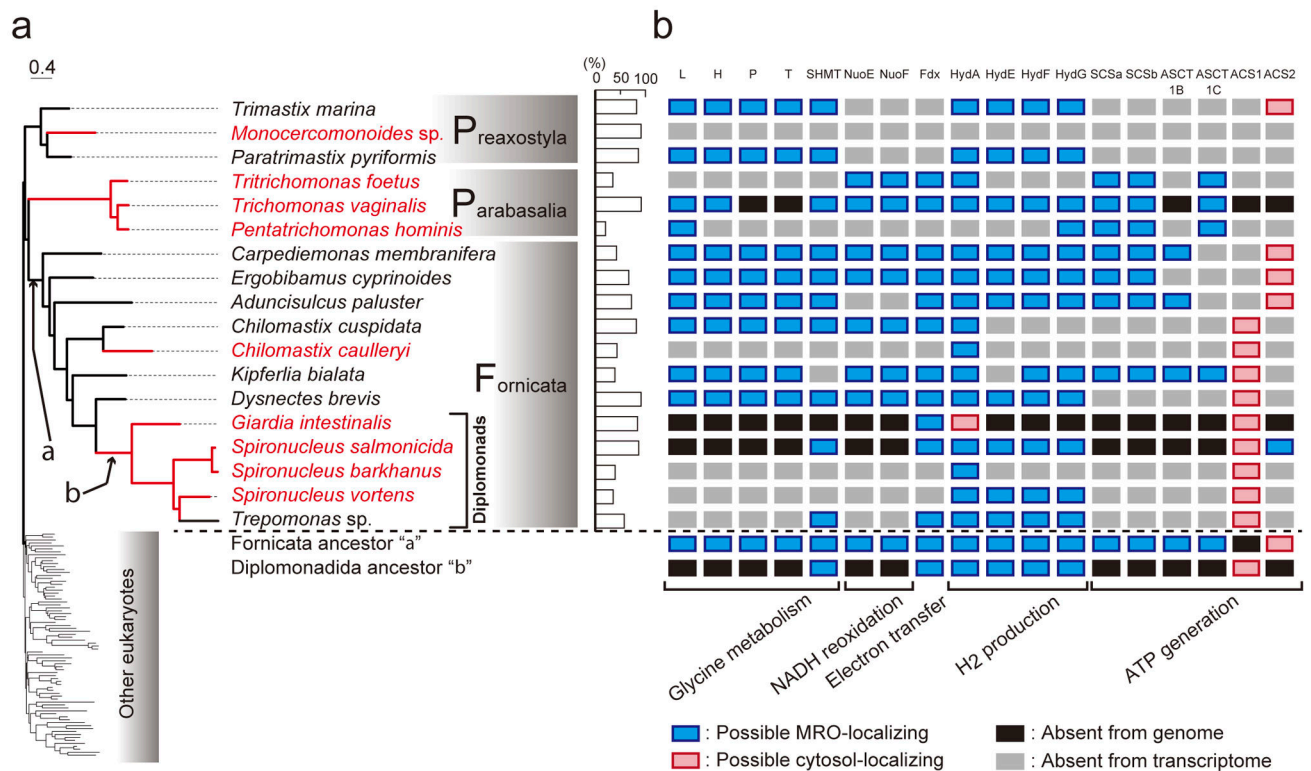 a
b
0.4
(%)
0 50 100
L H P T SHMT NuoE NuoF Fdx HydA HydE HydF HydG SCSa SCSb ASCT 1B ASCT 1C ACS1 ACS2
Trimastix marina
Monocercomonoides sp.
Paratrimastix pyriformis
Preaxostyla
Tritrichomonas foetus
Trichomonas vaginalis
Pentatrichomonas hominis
Parabasalia
Carpediemonas membranifera
Ergobibamus cyprinoides
Aduncisulcus paluster
Chilomastix cuspidata
Chilomastix caulleryi
Kipferlia bialata
Dysnectes brevis
Giardia intestinalis
Spironucleus salmonicida
Spironucleus barkhanus
Spironucleus vortens
Trepomonas sp.
Fornicata
Diplomonads
a
b
Fornicata ancestor “a”
Diplomonadida ancestor “b”
Other eukaryotes
Glycine metabolism
NADH reoxidation
Electron transfer
H2 production
ATP generation
: Possible MRO-localizing
: Absent from genome
: Possible cytosol-localizing
: Absent from transcriptome